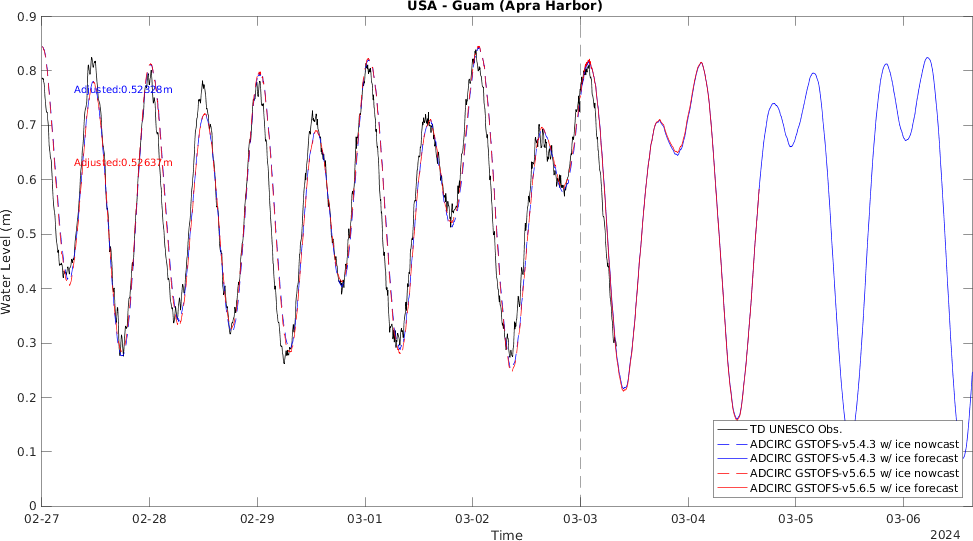 USA - Guam (Apra Harbor)
0.9
0.8
0.7
0.6
0.5
0.4
0.3
0.2
0.1
0
Water Level (m)
Adjusted:0.52328m
Adjusted:0.52637m
TD UNESCO Obs.
ADCIRC GSTOFS-v5.4.3 w/ ice nowcast
ADCIRC GSTOFS-v5.4.3 w/ ice forecast
ADCIRC GSTOFS-v5.6.5 w/ ice nowcast
ADCIRC GSTOFS-v5.6.5 w/ ice forecast
02-27 02-28 02-29 03-01 03-02 03-03 03-04 03-05 03-06
Time
2024